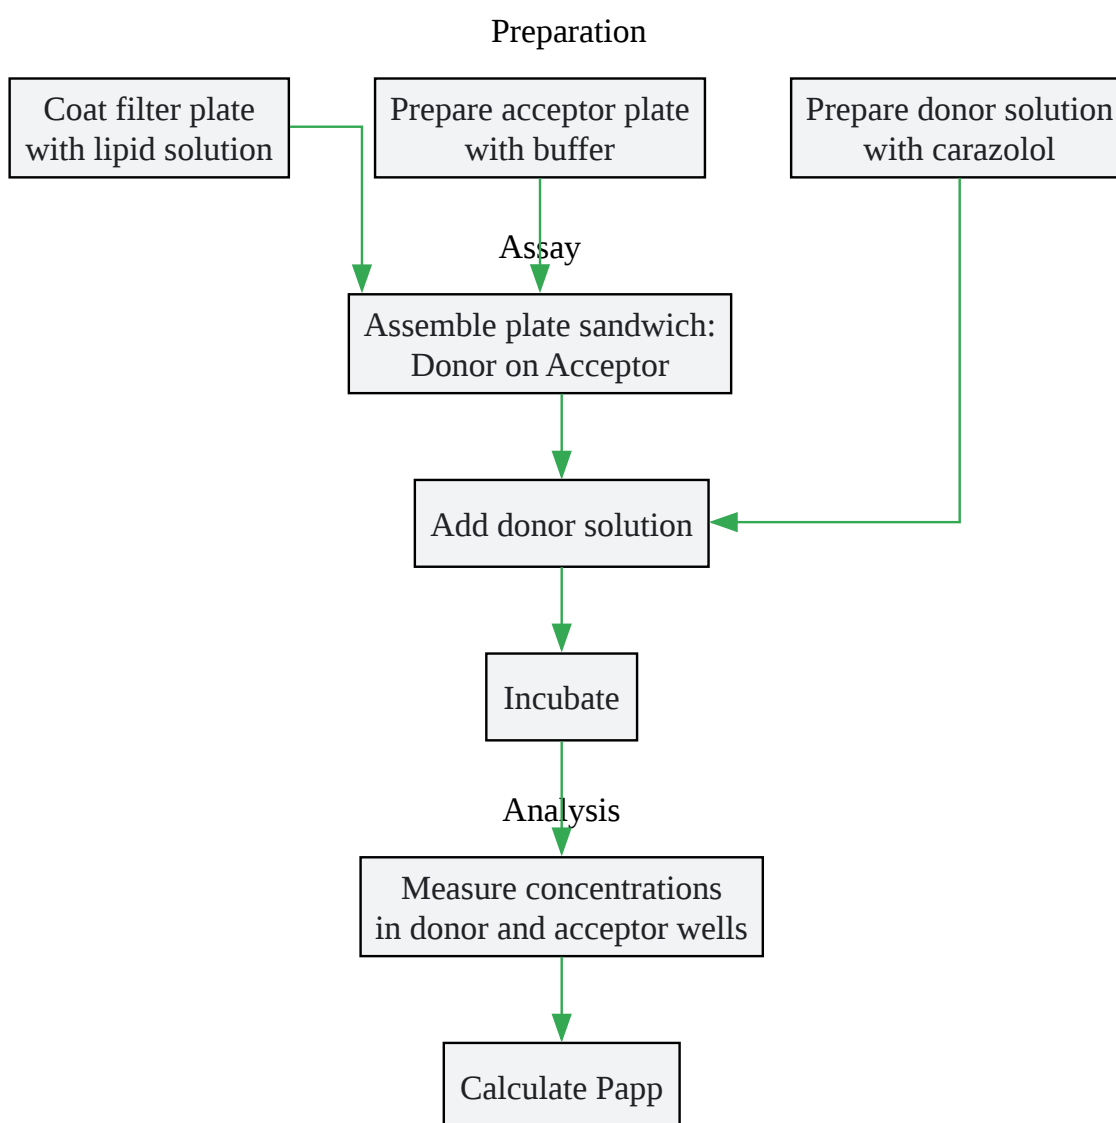 Preparation
Coat filter plate
with lipid solution
Prepare acceptor plate
with buffer
Prepare donor solution
with carazolol
Assay
Assemble plate sandwich:
Donor on Acceptor
Add donor solution
Incubate
Analysis
Measure concentrations
in donor and acceptor wells
Calculate Papp